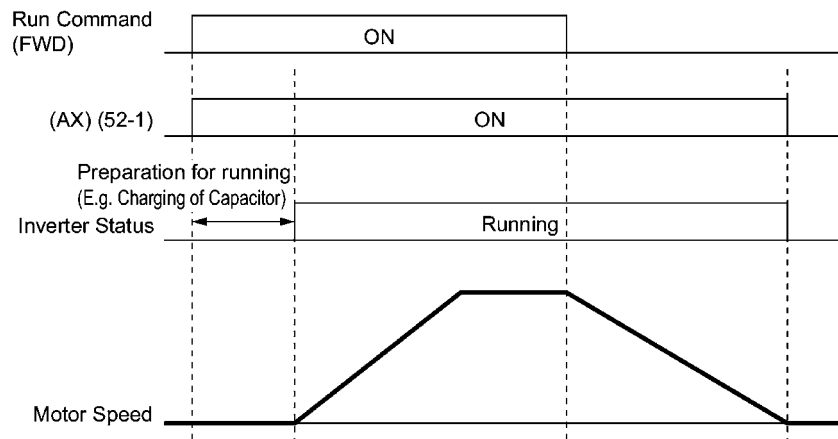 Run Command
(FWD)
ON
(AX) (52-1)
ON
Preparation for running
(E.g. Charging of Capacitor)
Inverter Status
Running
Motor Speed